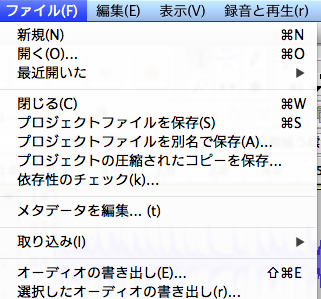 ファイル(F) 編集(E) 表示(V) 録音と再生(r)
新規(N) ⌘N
開く(O)... ⌘O
最近開いた ▶
閉じる(C) ⌘W
プロジェクトファイルを保存(S) ⌘S
プロジェクトファイルを別名で保存(A)...
プロジェクトの圧縮されたコピーを保存...
依存性のチェック(k)...
メタデータを編集... (t)
取り込み(I) ▶
オーディオの書き出し(E)... ⇧⌘E
選択したオーディオの書き出し(r)...